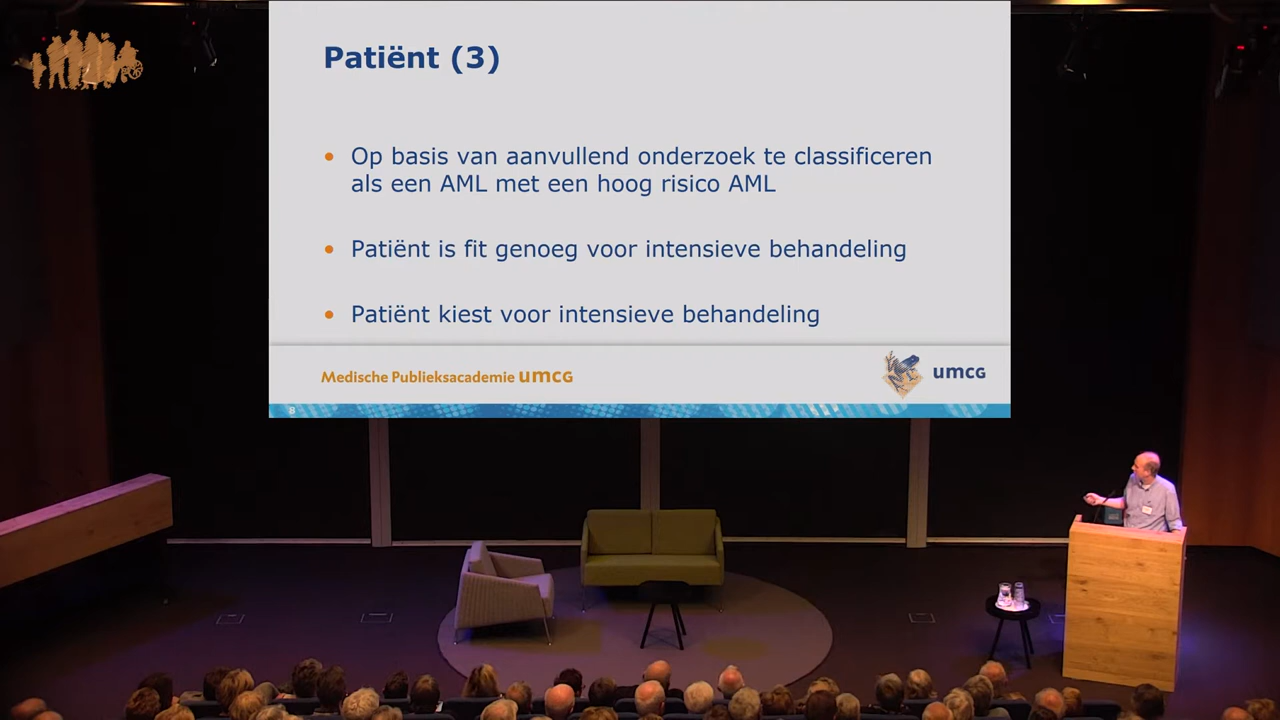 Patiënt (3)
Op basis van aanvullend onderzoek te classificeren
als een AML met een hoog risico AML
Patiënt is fit genoeg voor intensieve behandeling
Patiënt kiest voor intensieve behandeling
Medische Publieksacademie umcg
umcg
8